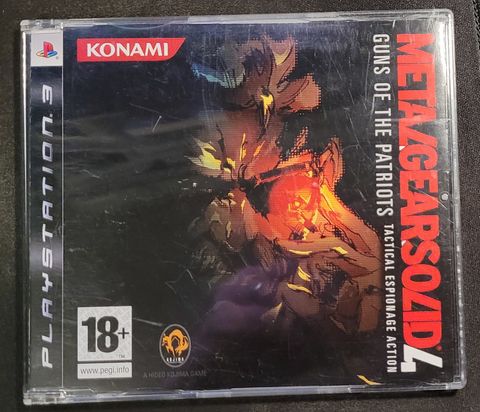 PLAYSTATION 3
KONAMI
METAL GEAR SOLID 4
GUNS OF THE PATRIOTS TACTICAL ESPIONAGE ACTION
18+
www.pegi.info
KOJIMA
A HIDEO KOJIMA GAME